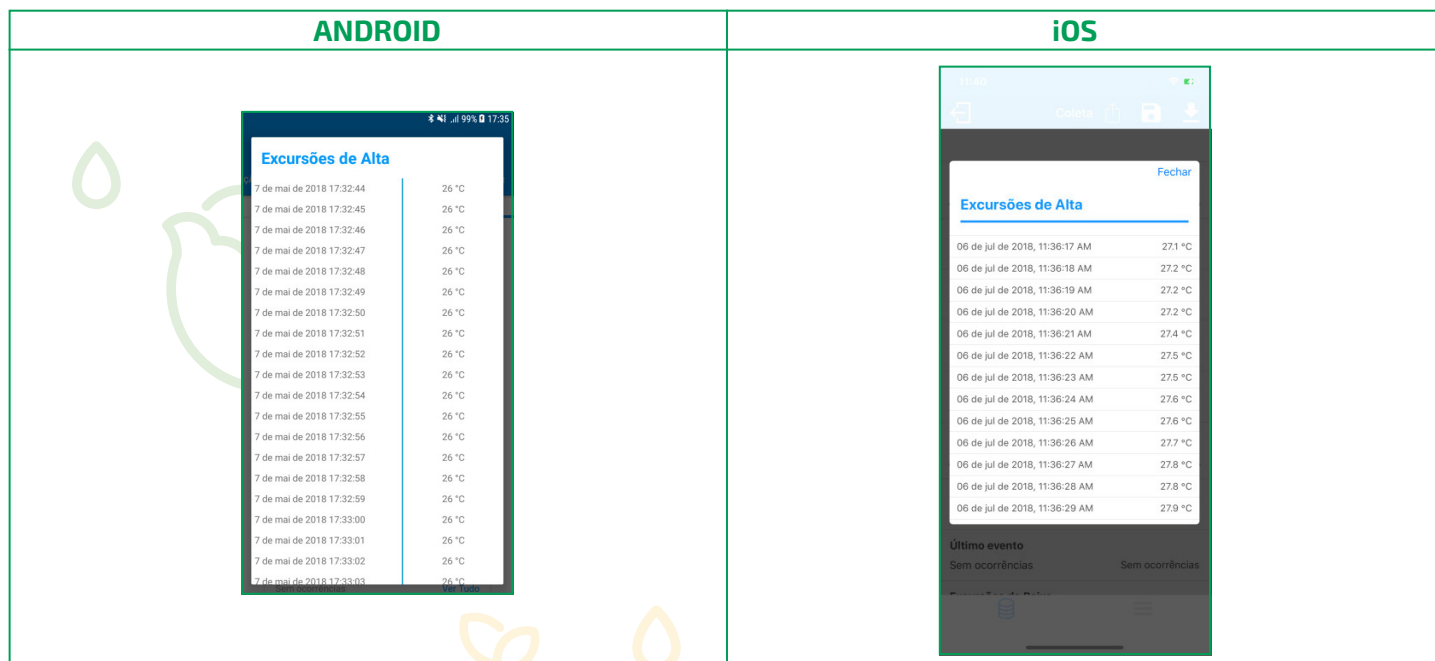 ANDROID
iOS
99% 17:35
Excursões de Alta
7 de mai de 2018 17:32:44 26 °C
7 de mai de 2018 17:32:45 26 °C
7 de mai de 2018 17:32:46 26 °C
7 de mai de 2018 17:32:47 26 °C
7 de mai de 2018 17:32:48 26 °C
7 de mai de 2018 17:32:49 26 °C
7 de mai de 2018 17:32:50 26 °C
7 de mai de 2018 17:32:51 26 °C
7 de mai de 2018 17:32:52 26 °C
7 de mai de 2018 17:32:53 26 °C
7 de mai de 2018 17:32:54 26 °C
7 de mai de 2018 17:32:55 26 °C
7 de mai de 2018 17:32:56 26 °C
7 de mai de 2018 17:32:57 26 °C
7 de mai de 2018 17:32:58 26 °C
7 de mai de 2018 17:32:59 26 °C
7 de mai de 2018 17:33:00 26 °C
7 de mai de 2018 17:33:01 26 °C
7 de mai de 2018 17:33:02 26 °C
7 de mai de 2018 17:33:03 26 °C
Sem ocorrências Ver Tudo
Coleta
Fechar
Excursões de Alta
06 de jul de 2018, 11:36:17 AM 27.1 °C
06 de jul de 2018, 11:36:18 AM 27.2 °C
06 de jul de 2018, 11:36:19 AM 27.2 °C
06 de jul de 2018, 11:36:20 AM 27.2 °C
06 de jul de 2018, 11:36:21 AM 27.4 °C
06 de jul de 2018, 11:36:22 AM 27.5 °C
06 de jul de 2018, 11:36:23 AM 27.5 °C
06 de jul de 2018, 11:36:24 AM 27.6 °C
06 de jul de 2018, 11:36:25 AM 27.6 °C
06 de jul de 2018, 11:36:26 AM 27.7 °C
06 de jul de 2018, 11:36:27 AM 27.8 °C
06 de jul de 2018, 11:36:28 AM 27.8 °C
06 de jul de 2018, 11:36:29 AM 27.9 °C
Último evento
Sem ocorrências Sem ocorrências